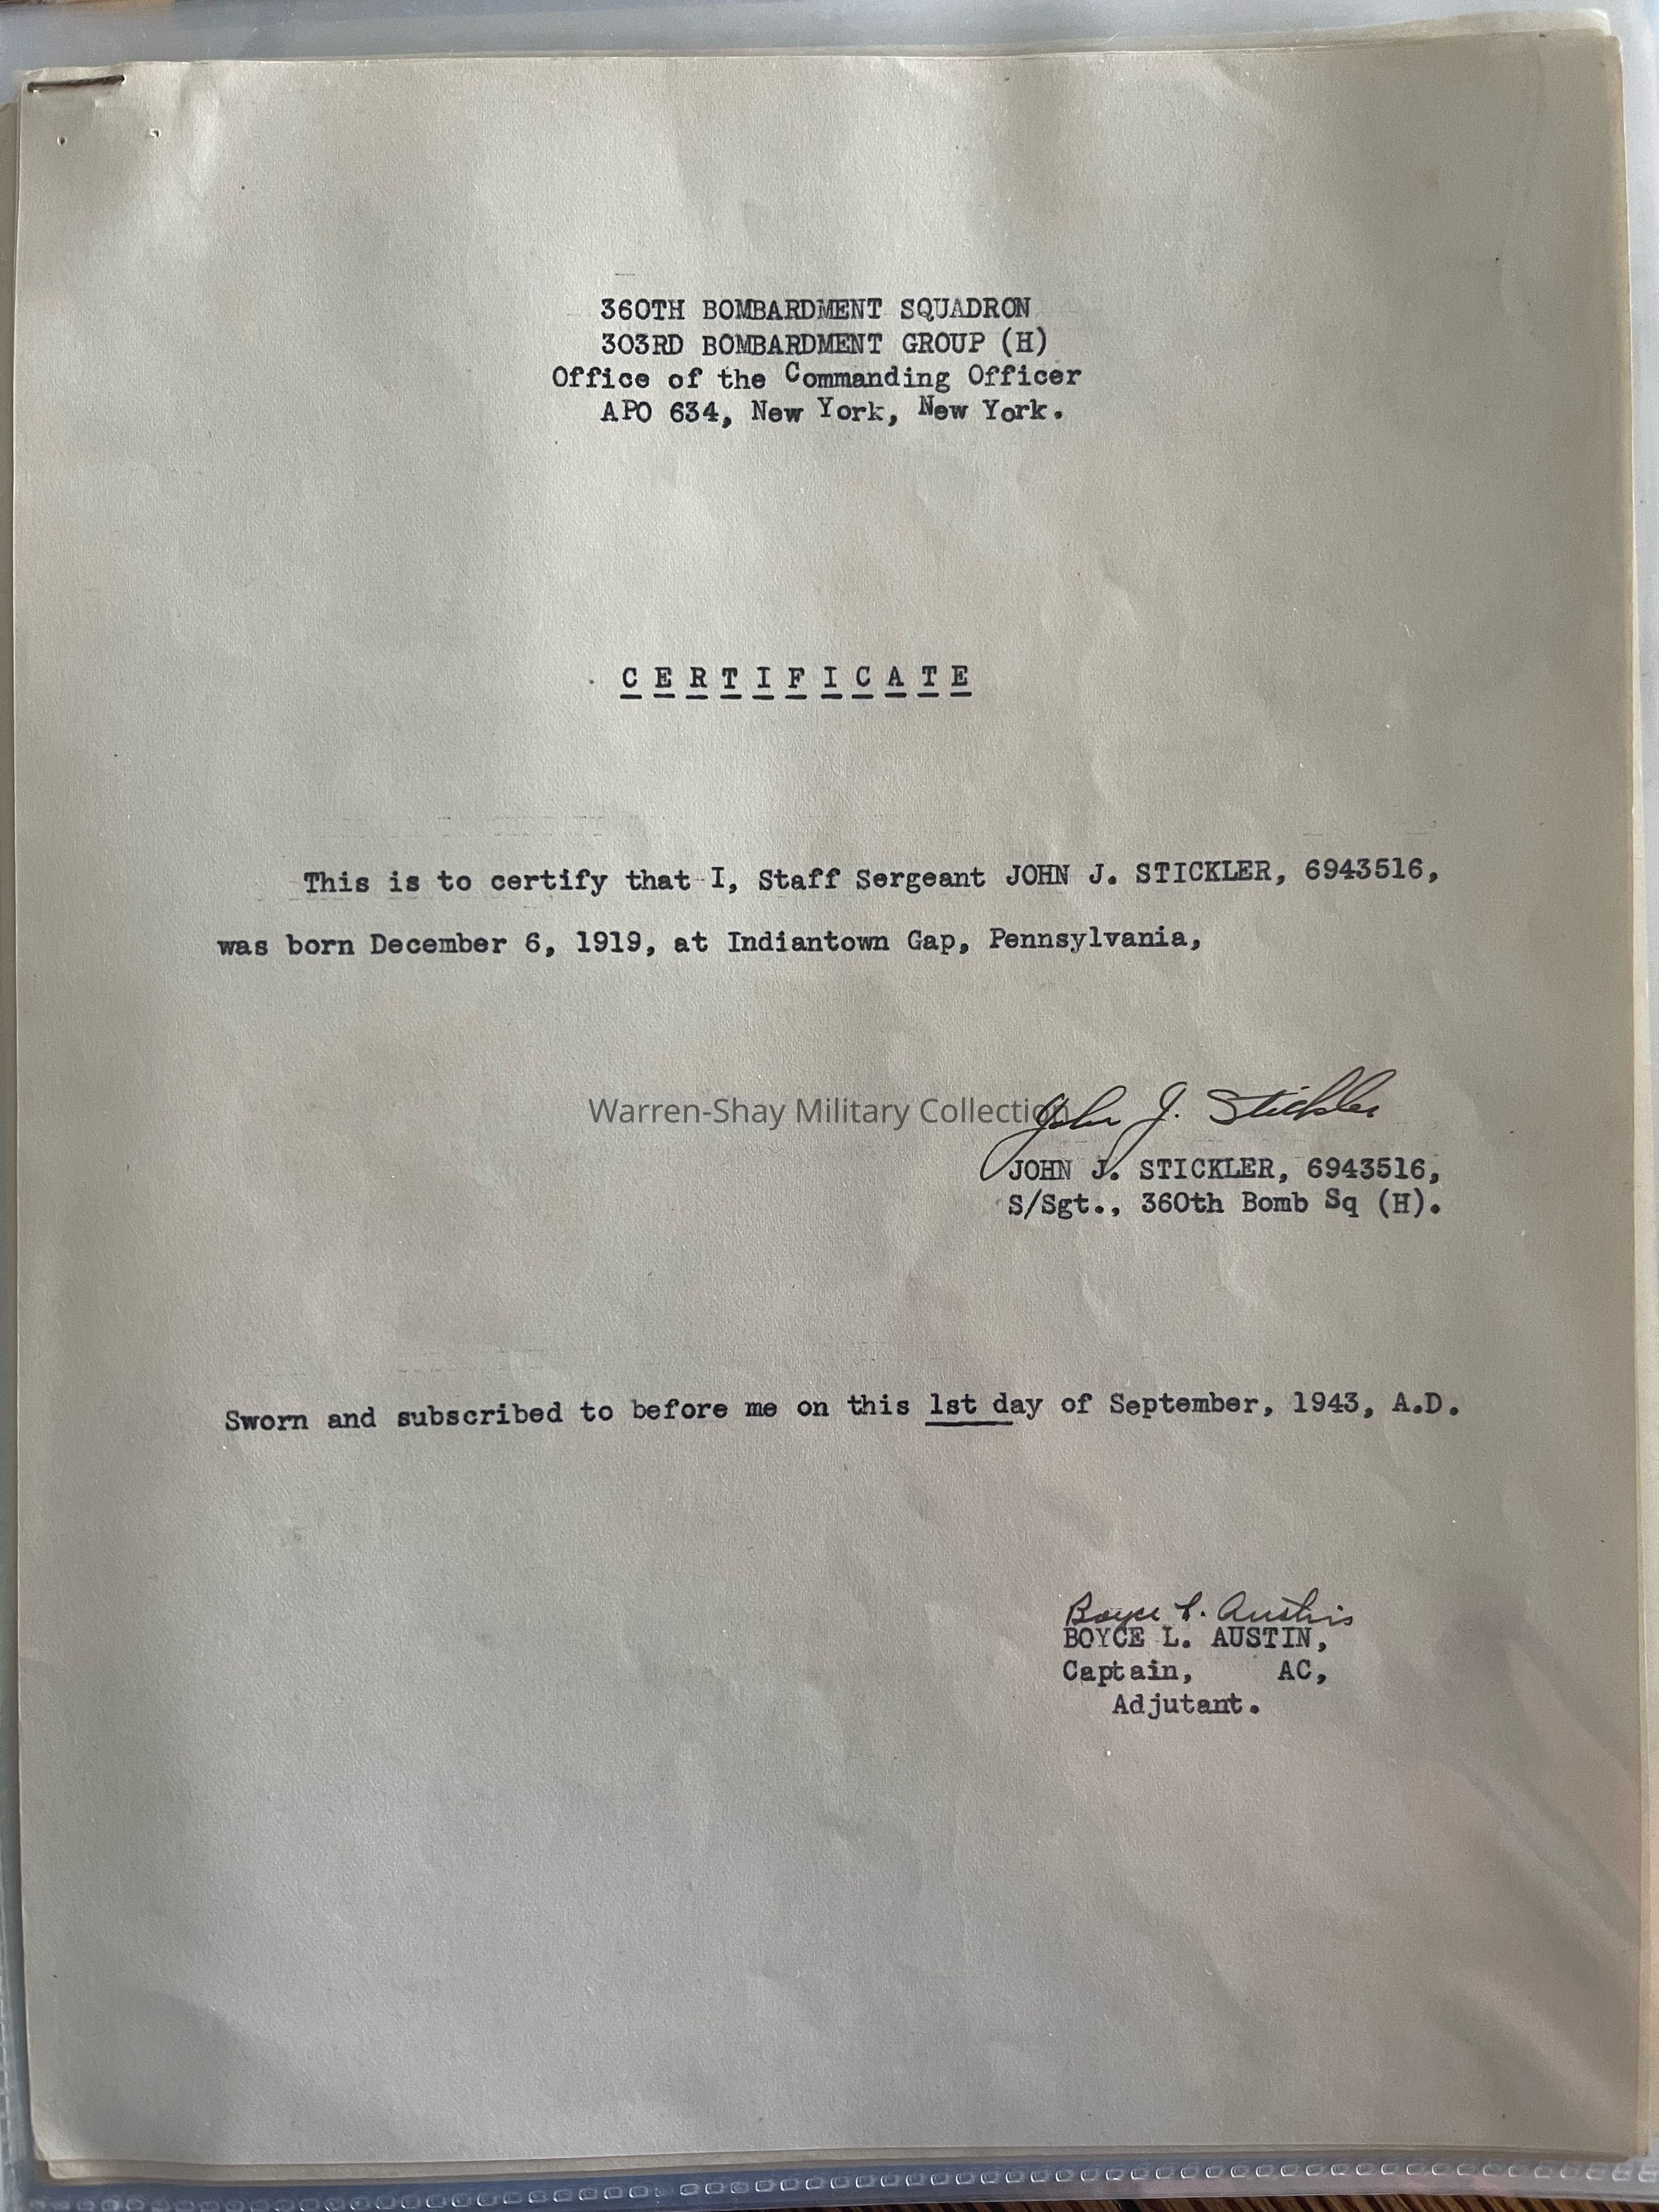 360TH BOMBARDMENT SQUADRON
303RD BOMBARDMENT GROUP (H)
Office of the Commanding Officer
APO 634, New York, New York.
CERTIFICATE
This is to certify that I, Staff Sergeant JOHN J. STICKLER, 6943516,
was born December 6, 1919, at Indiantown Gap, Pennsylvania,
Warren-Shay Military Collection
John J. Stickler
JOHN J. STICKLER, 6943516,
S/Sgt., 360th Bomb Sq (H).
Sworn and subscribed to before me on this 1st day of September, 1943, A.D.
Boyce L. Austin
BOYCE L. AUSTIN,
Captain, AC,
Adjutant.